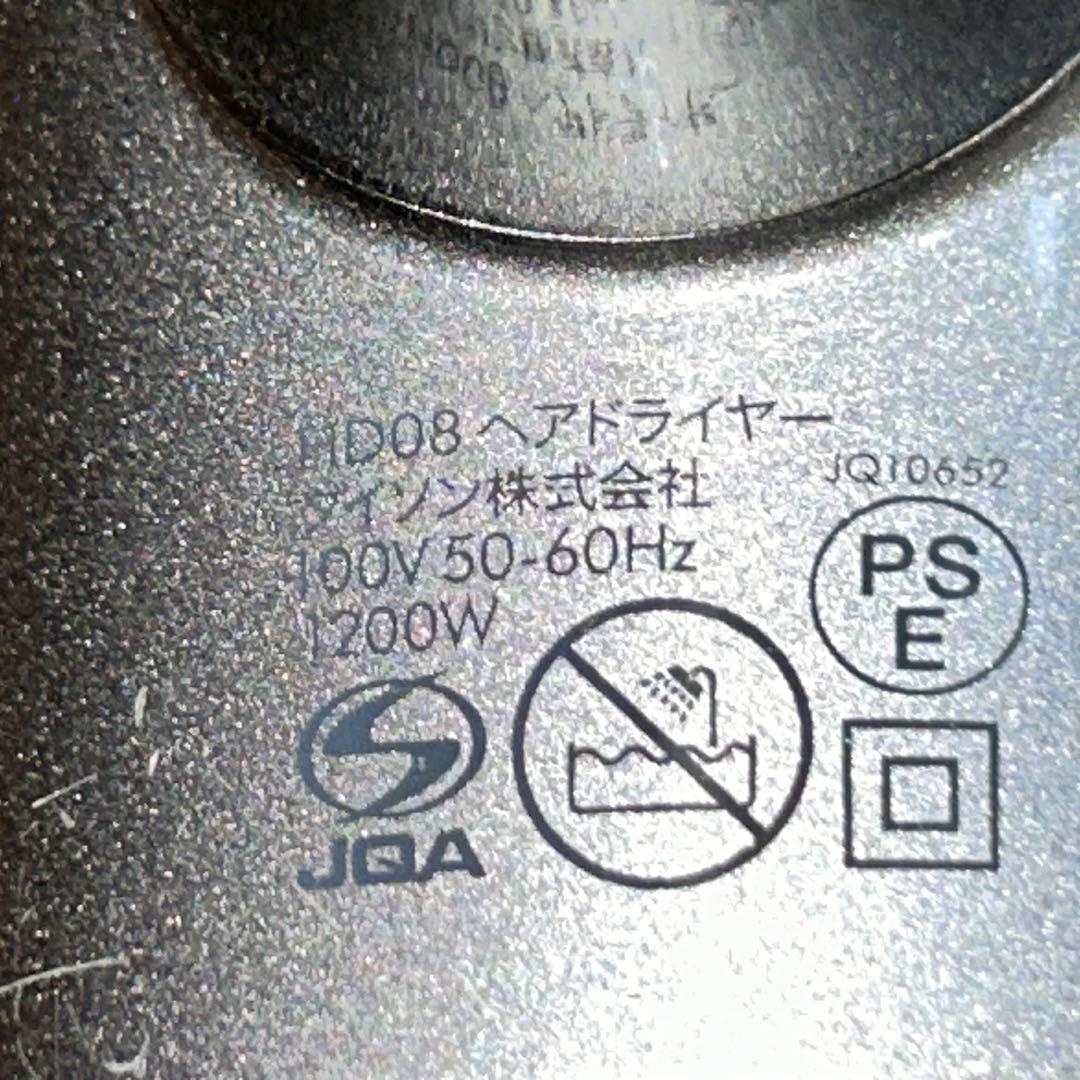 HD08 ヘアドライヤー
ダイソン株式会社
JQ10652
100V 50-60Hz
1200W
PS
E
JQA